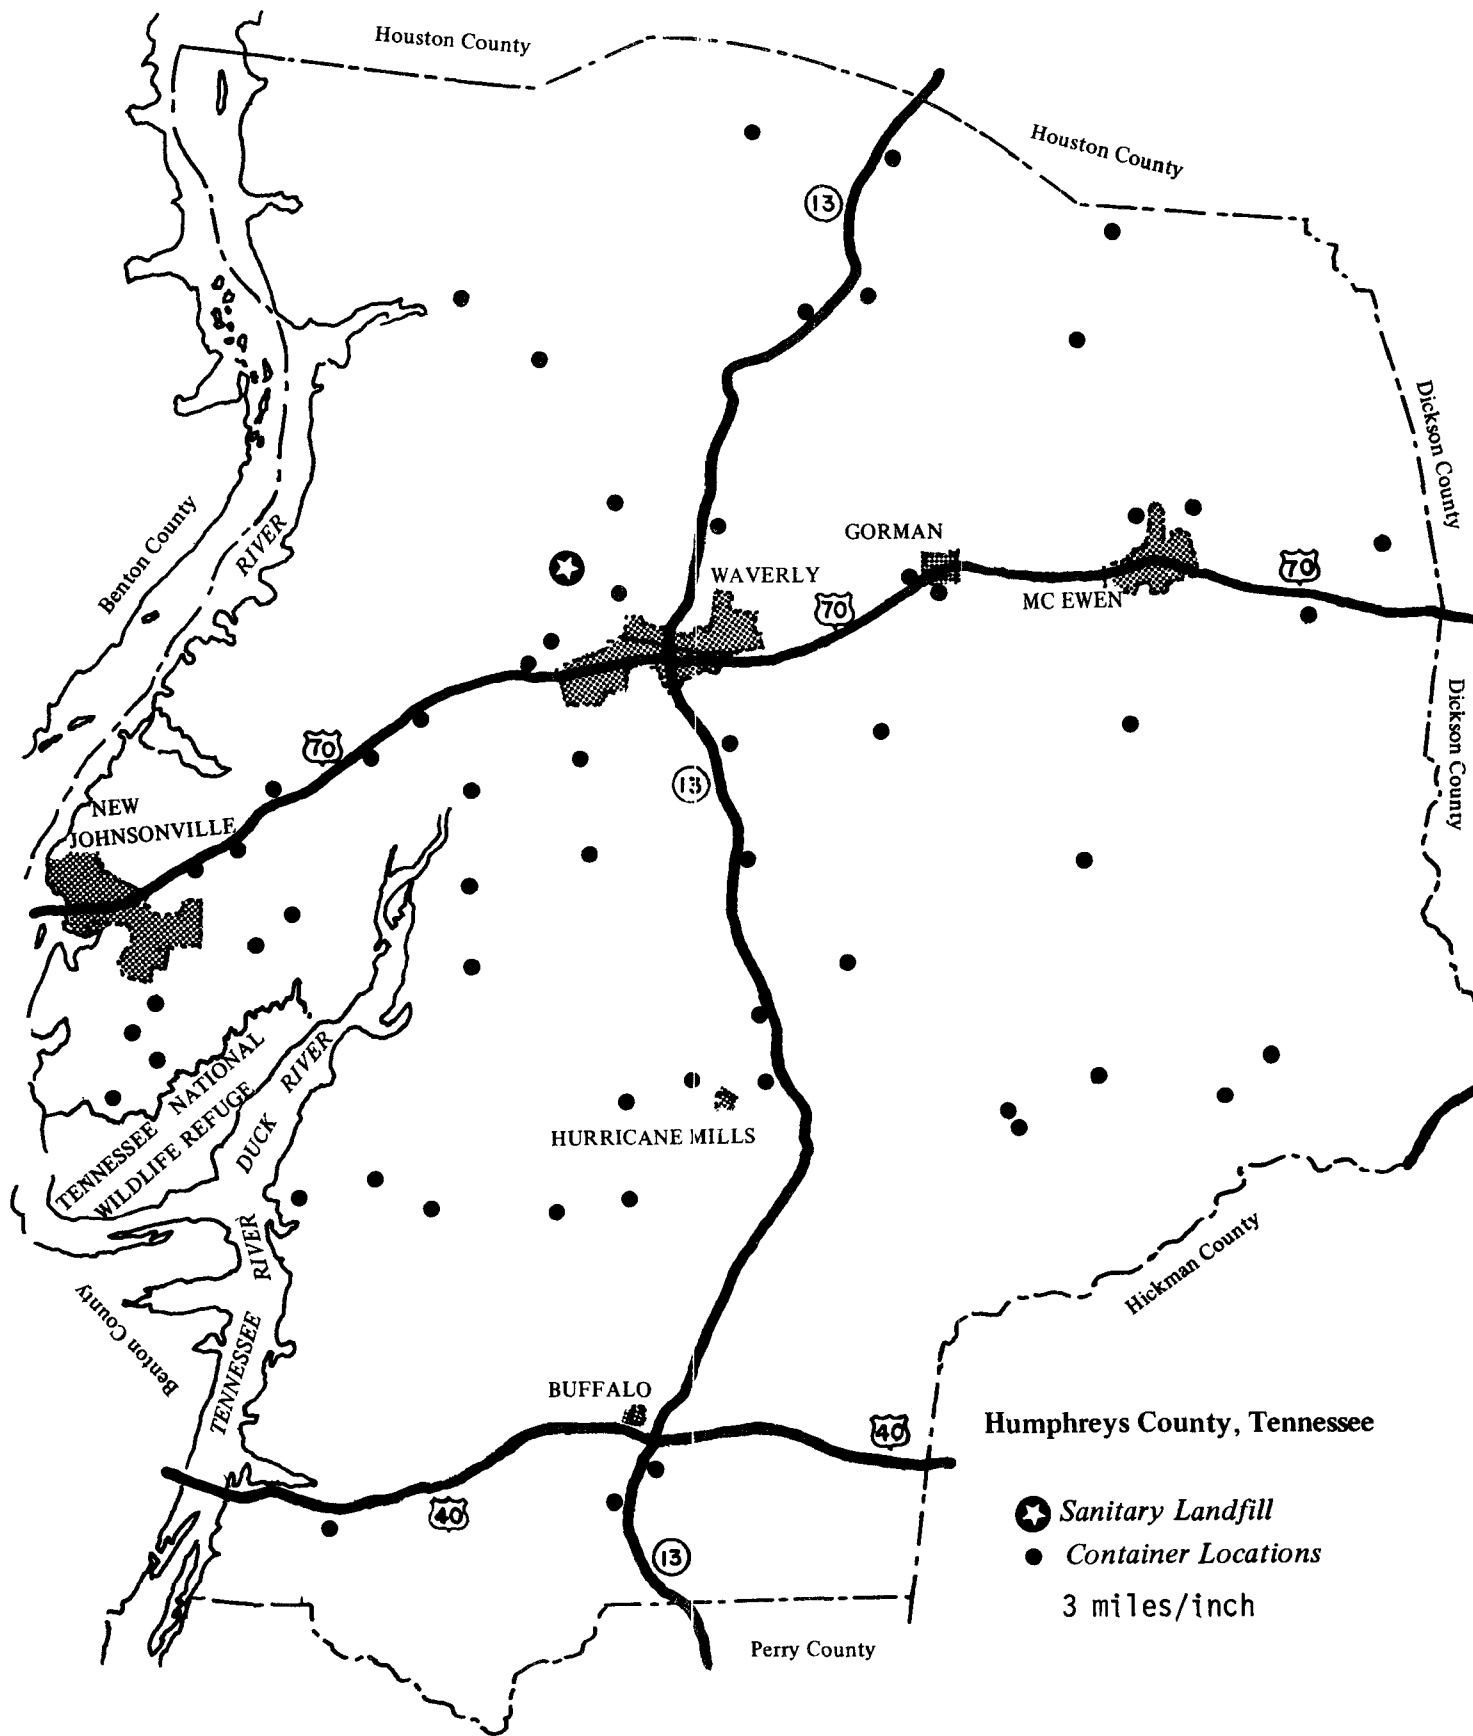 Houston County
Houston County
13
Dickson County
Benton County
RIVER
GORMAN
WAVERLY
70
MC EWEN
70
Dickson County
70
13
NEW
JOHNSONVILLE
TENNESSEE NATIONAL
WILDLIFE REFUGE
DUCK RIVER
HURRICANE MILLS
Hickman County
Benton County
TENNESSEE RIVER
BUFFALO
40
40
13
Humphreys County, Tennessee
Sanitary Landfill
Container Locations
3 miles/inch
Perry County